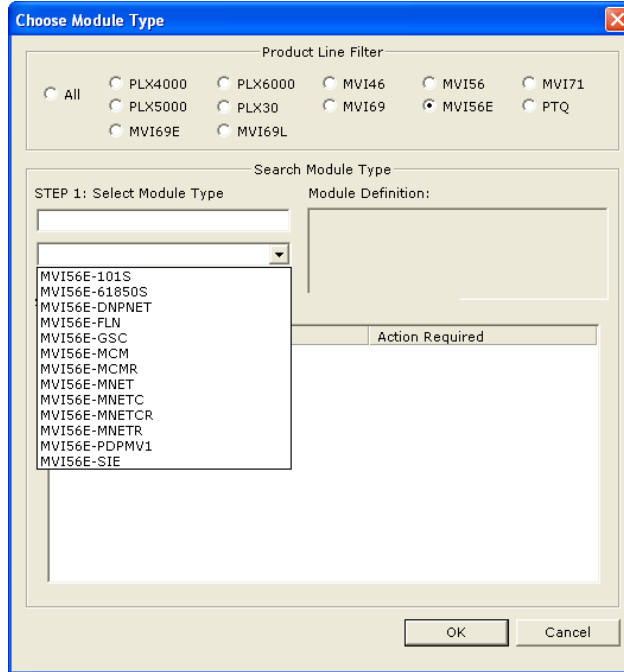 Choose Module Type
Product Line Filter
All
PLX4000 PLX6000 MVI46 MVI56 MVI71
PLX5000 PLX30 MVI69 MVI56E PTQ
MVI69E MVI69L
Search Module Type
STEP 1: Select Module Type Module Definition:
MVI56E-101S
MVI56E-61850S
MVI56E-DNPNET
MVI56E-FLN
MVI56E-GSC
Action Required
MVI56E-MCM
MVI56E-MCMR
MVI56E-MNET
MVI56E-MNETC
MVI56E-MNETCR
MVI56E-MNETR
MVI56E-PDPMV1
MVI56E-SIE
OK Cancel